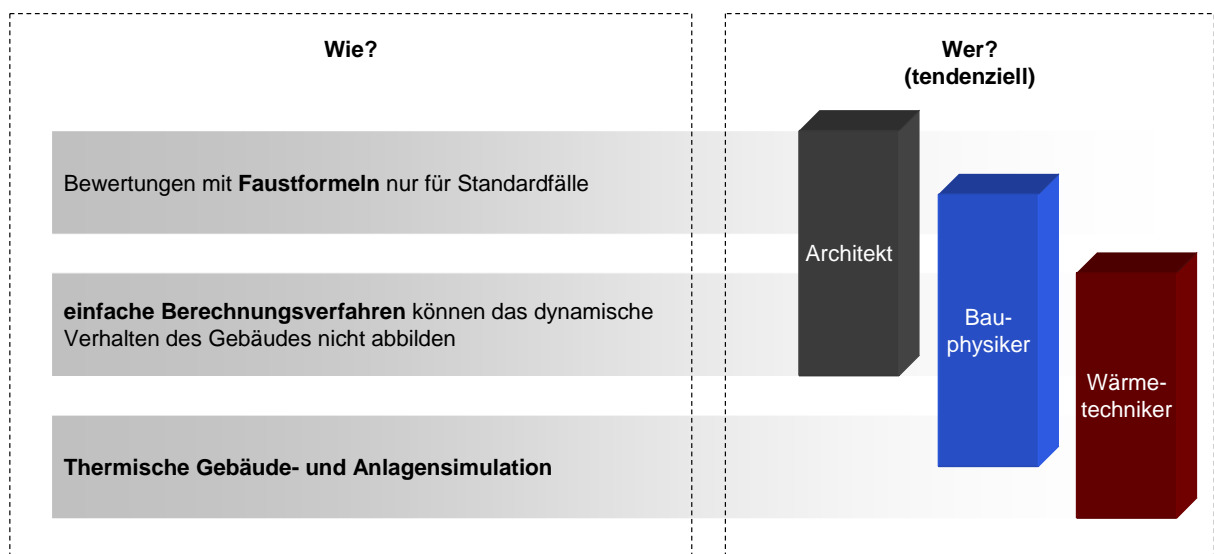 Wie?
Wer?
(tendenziell)
Bewertungen mit Faustformeln nur für Standardfälle
Architekt
einfache Berechnungsverfahren können das dynamische
Verhalten des Gebäudes nicht abbilden
Bau-
physiker
Wärme-
techniker
Thermische Gebäude- und Anlagensimulation